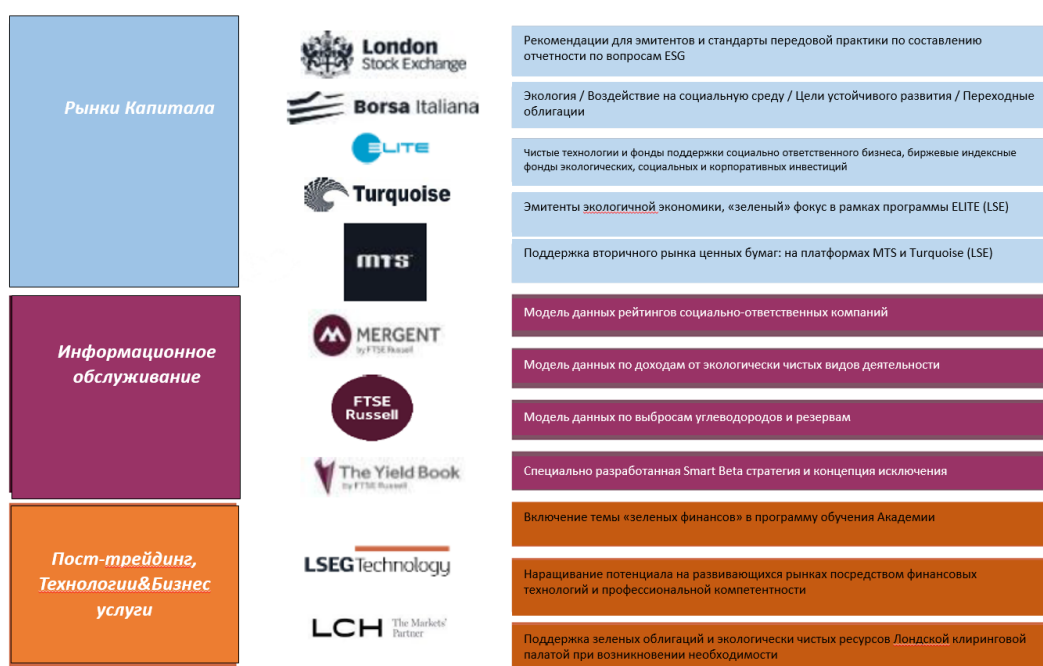 Рынки Капитала
London
Stock Exchange
Borsa Italiana
ELITE
Turquoise
MTS
Рекомендации для эмитентов и стандарты передовой практики по составлению
отчетности по вопросам ESG
Экология / Воздействие на социальную среду / Цели устойчивого развития / Переходные
облигации
Чистые технологии и фонды поддержки социально ответственного бизнеса, биржевые индексные
фонды экологических, социальных и корпоративных инвестиций
Эмитенты экологичной экономики, «зеленый» фокус в рамках программы ELITE (LSE)
Поддержка вторичного рынка ценных бумаг: на платформах MTS и Turquoise (LSE)
Информационное
обслуживание
MERGENT
by FTSE Russell
FTSE
Russell
The Yield Book
by FTSE Russell
Модель данных рейтингов социально-ответственных компаний
Модель данных по доходам от экологически чистых видов деятельности
Модель данных по выбросам углеводородов и резервам
Специально разработанная Smart Beta стратегия и концепция исключения
Пост-трейдинг,
Технологии&Бизнес
услуги
LSEG Technology
LCH The Markets'
Partner
Включение темы «зеленых финансов» в программу обучения Академии
Наращивание потенциала на развивающихся рынках посредством финансовых
технологий и профессиональной компетентности
Поддержка зеленых облигаций и экологически чистых ресурсов Лондской клиринговой
палатой при возникновении необходимости